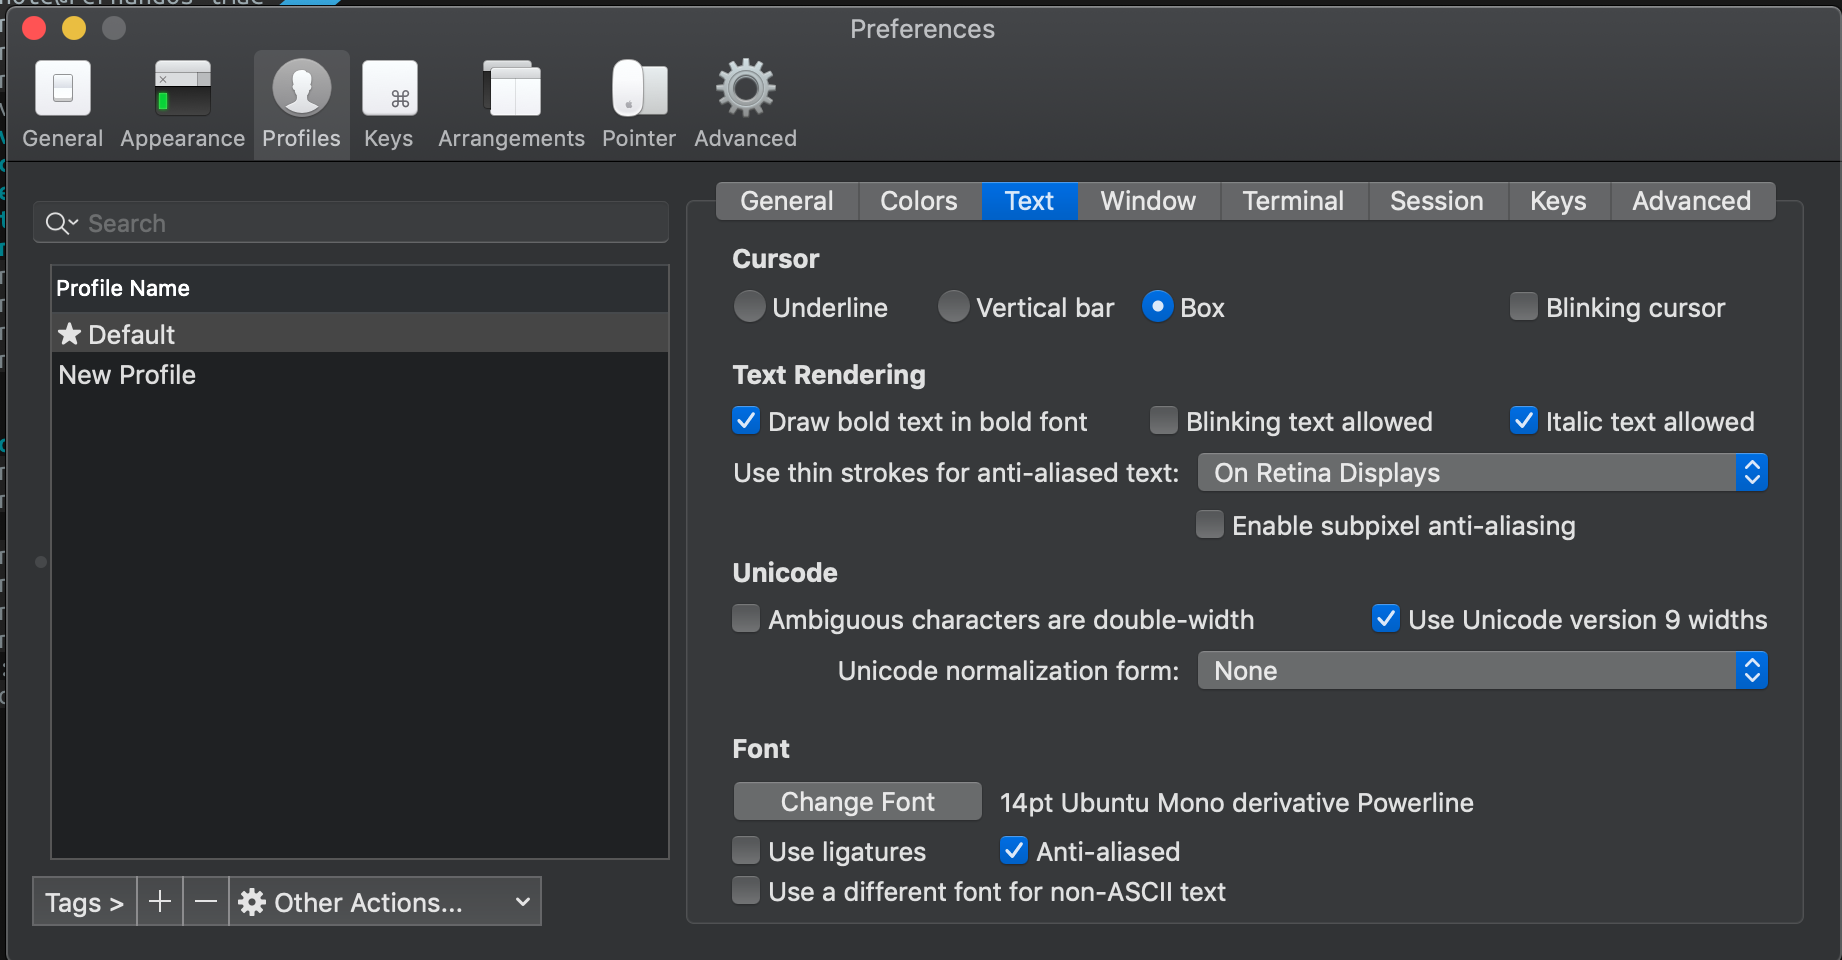 Preferences
General Appearance Profiles Keys Arrangements Pointer Advanced
Search
Profile Name
Default
New Profile
Tags > + − Other Actions...
General Colors Text Window Terminal Session Keys Advanced
Cursor
Underline Vertical bar Box Blinking cursor
Text Rendering
Draw bold text in bold font Blinking text allowed Italic text allowed
Use thin strokes for anti-aliased text: On Retina Displays
Enable subpixel anti-aliasing
Unicode
Ambiguous characters are double-width Use Unicode version 9 widths
Unicode normalization form: None
Font
Change Font 14pt Ubuntu Mono derivative Powerline
Use ligatures Anti-aliased
Use a different font for non-ASCII text